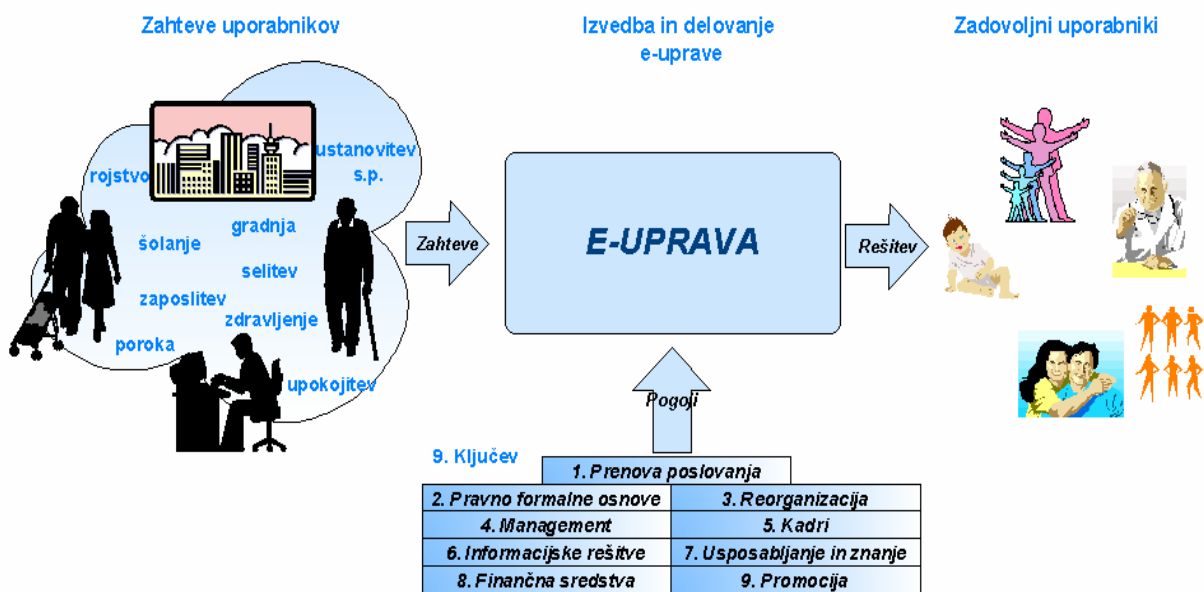 Zahteve uporabnikov
Izvedba in delovanje
e-uprave
Zadovoljni uporabniki
ustanovitev
s.p.
rojstvo
gradnja
šolanje
selitev
zaposlitev
zdravljenje
poroka
upokojitev
Zahteve
E-UPRAVA
Rešitev
Pogoji
9. Ključev
1. Prenova poslovanja
2. Pravno formalne osnove
3. Reorganizacija
4. Management
5. Kadri
6. Informacijske rešitve
7. Usposabljanje in znanje
8. Finančna sredstva
9. Promocija